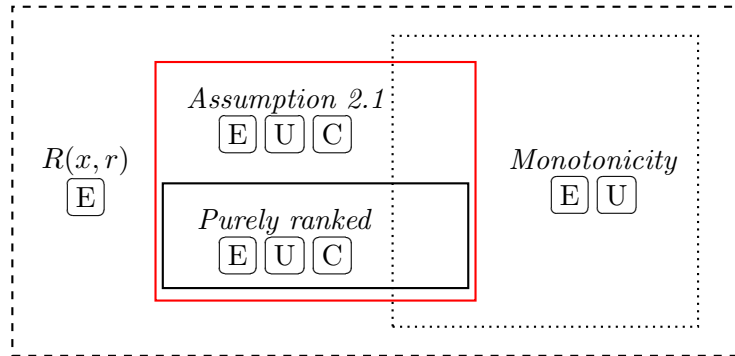 Assumption 2.1
E U C
R(x, r)
E
Monotonicity
E U
Purely ranked
E U C